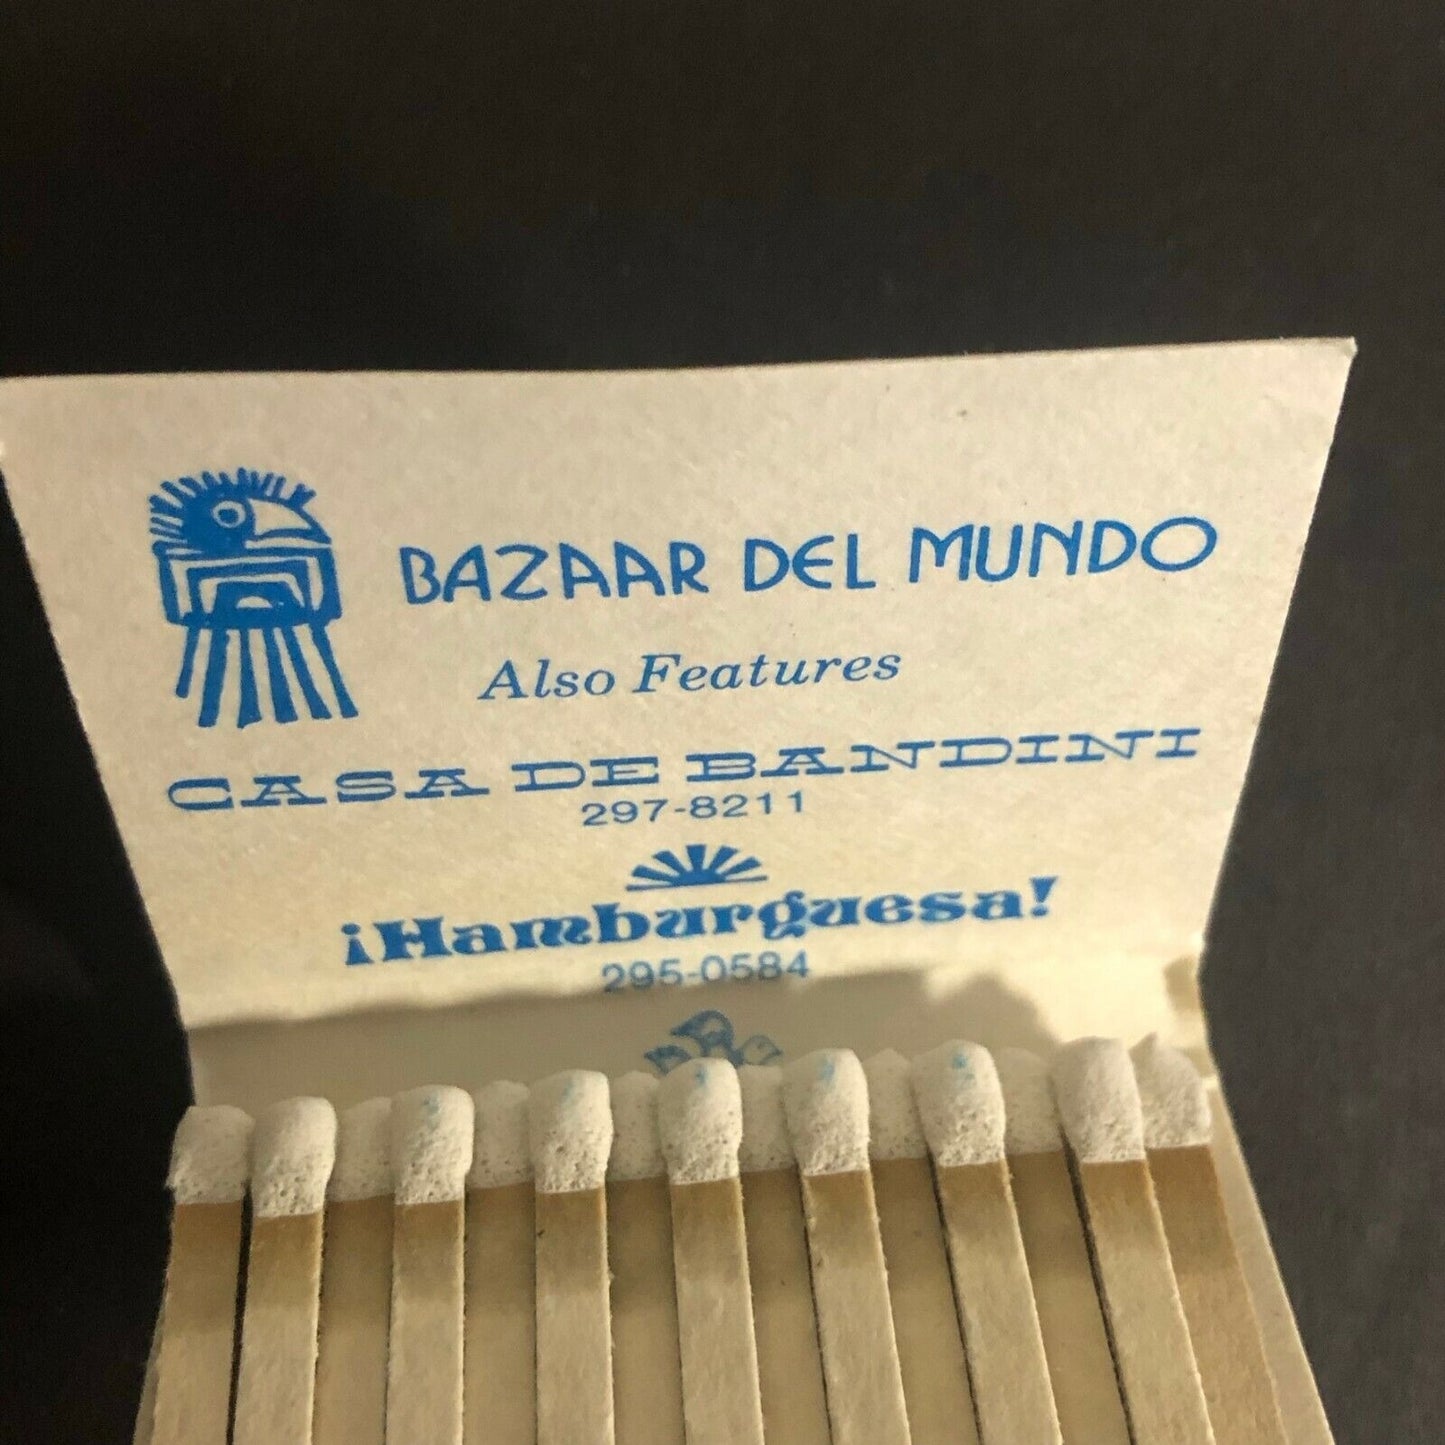 BAZAAR DEL MUNDO
Also Features
CASA DE BANDINI
297-8211
¡Hamburguesa!
295-0584